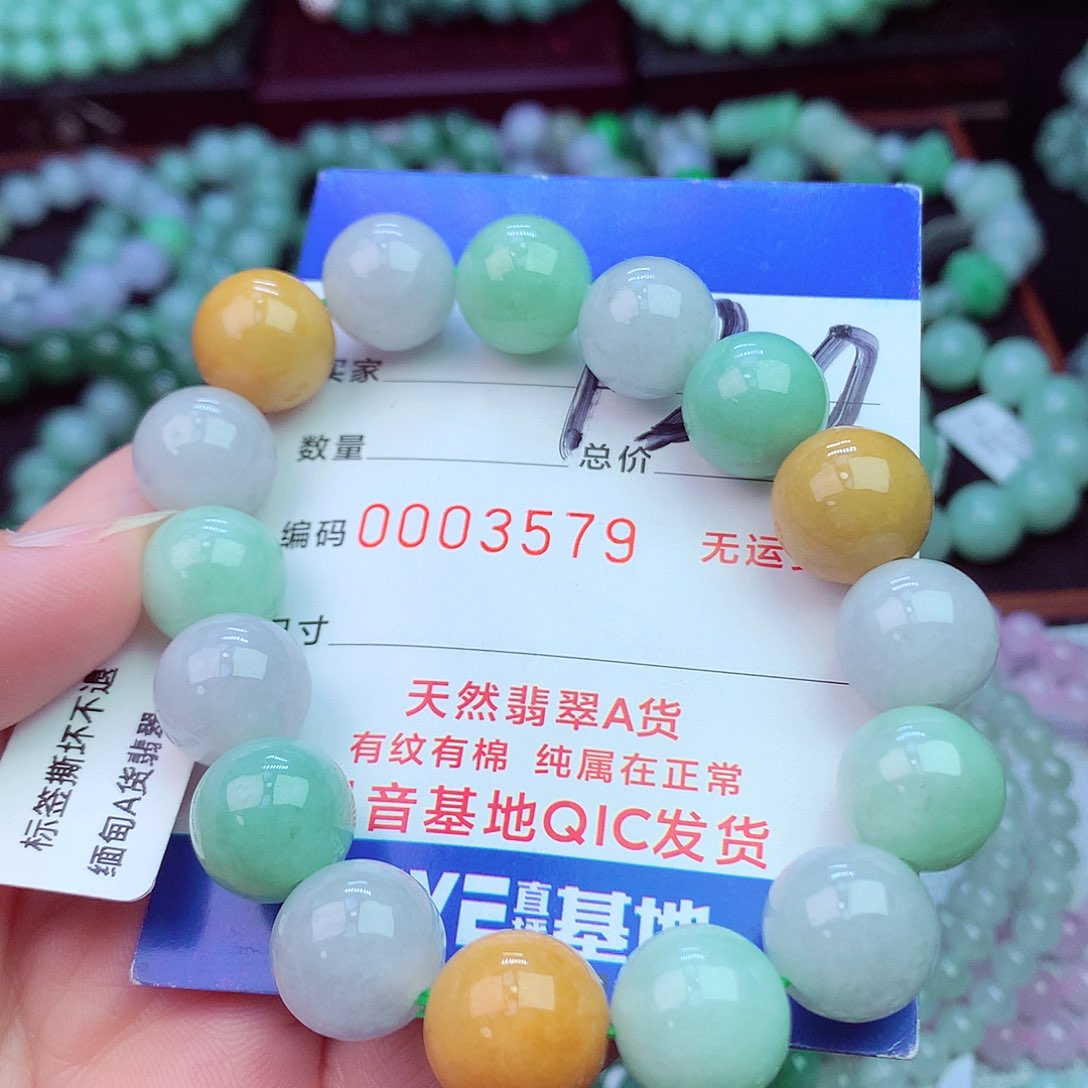 买家
数量 总价
编码 0003579 无运
寸
天然翡翠A货
有纹有棉 纯属在正常
音基地QIC发货
直播基地
标签撕坏不退
缅甸A货翡翠